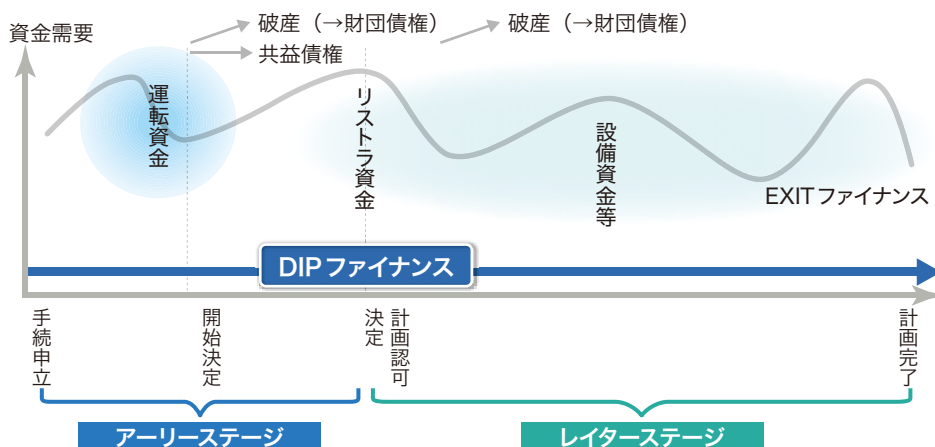 資金需要
破産（→財団債権）
共益債権
破産（→財団債権）
運転資金
リストラ資金
設備資金等
EXITファイナンス
DIPファイナンス
手続申立
開始決定
計画認可
決定
計画完了
アーリーステージ
レイターステージ